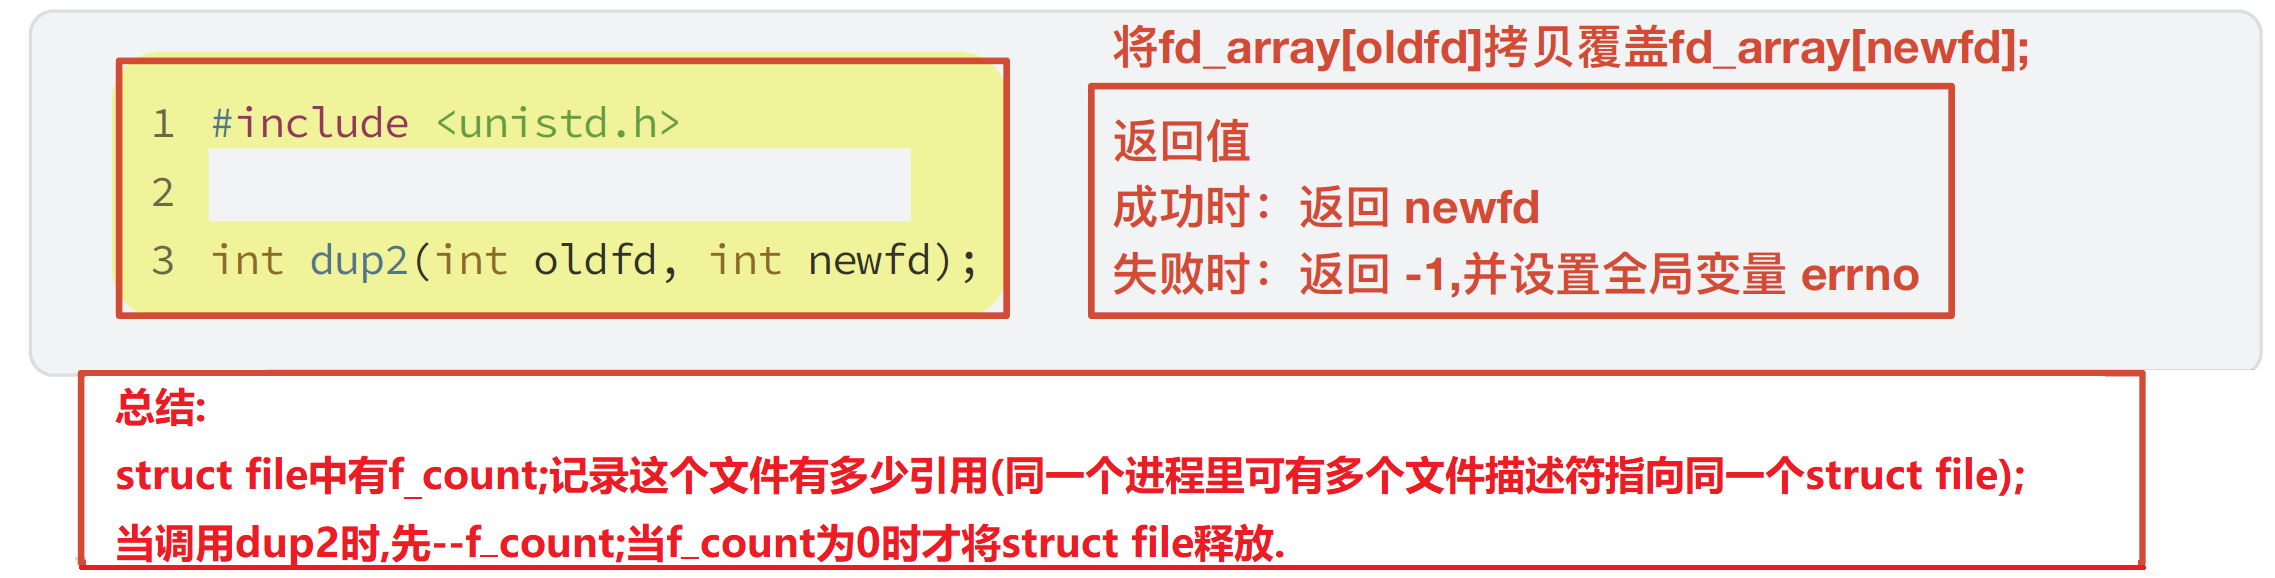 将fd_array[oldfd]拷贝覆盖fd_array[newfd];
1 #include <unistd.h>
2
3 int dup2(int oldfd, int newfd);
返回值
成功时：返回 newfd
失败时：返回 -1,并设置全局变量 errno
总结:
struct file中有f_count;记录这个文件有多少引用(同一个进程里可有多个文件描述符指向同一个struct file);
当调用dup2时,先--f_count;当f_count为0时才将struct file释放.